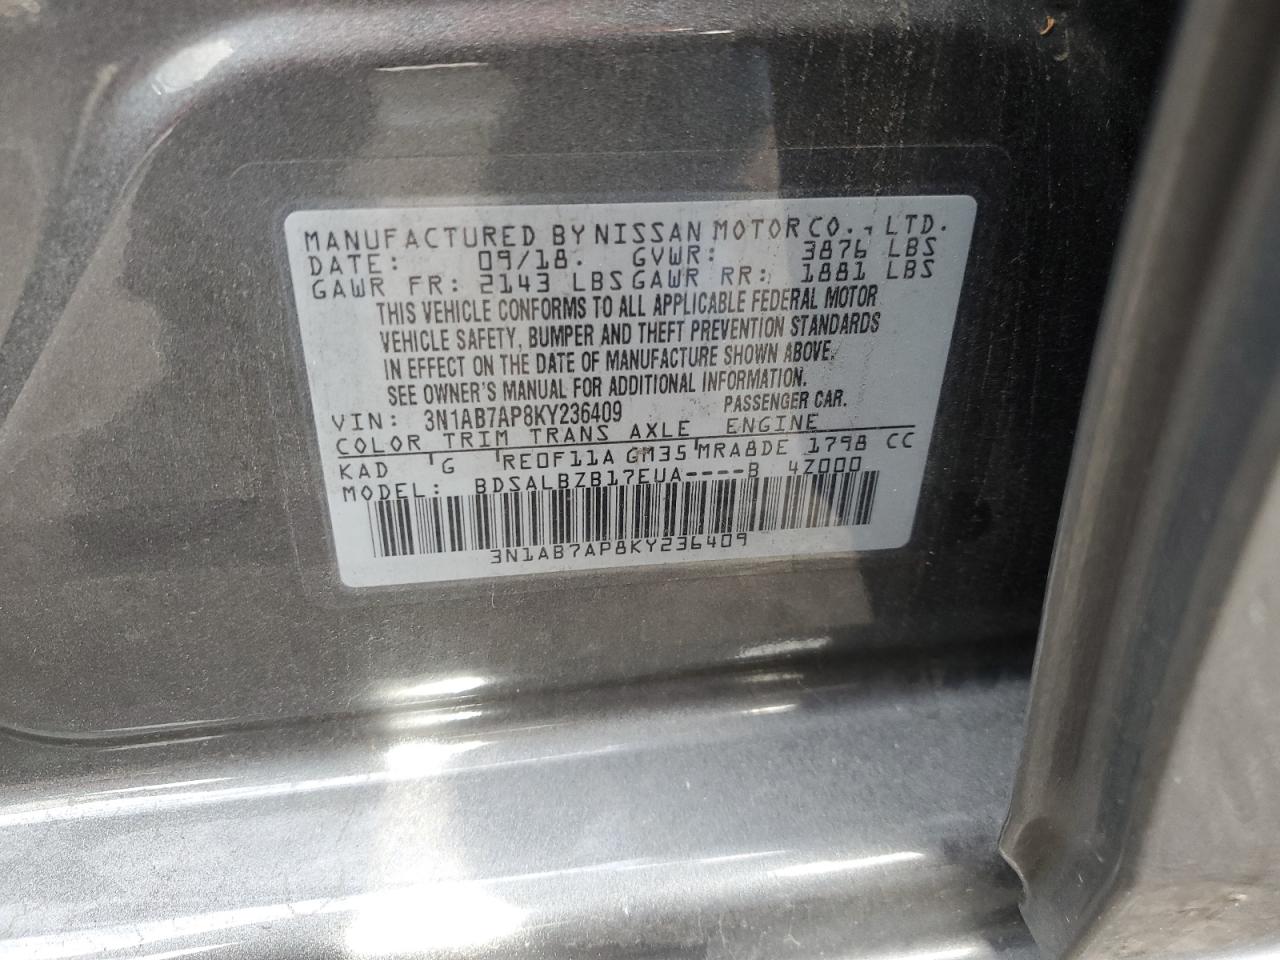 MANUFACTURED BY NISSAN MOTOR CO., LTD.
DATE: 09/18. GVWR: 3876 LBS
GAWR FR: 2143 LBS GAWR RR: 1881 LBS
THIS VEHICLE CONFORMS TO ALL APPLICABLE FEDERAL MOTOR
VEHICLE SAFETY, BUMPER AND THEFT PREVENTION STANDARDS
IN EFFECT ON THE DATE OF MANUFACTURE SHOWN ABOVE.
SEE OWNER'S MANUAL FOR ADDITIONAL INFORMATION.
VIN: 3N1AB7AP8KY236409 PASSENGER CAR.
COLOR TRIM TRANS AXLE ENGINE
KAD G RE0F11A GM35 MRA8DE 1798 CC
MODEL: BDSALBZB17EUA----B 4Z000
3N1AB7AP8KY236409